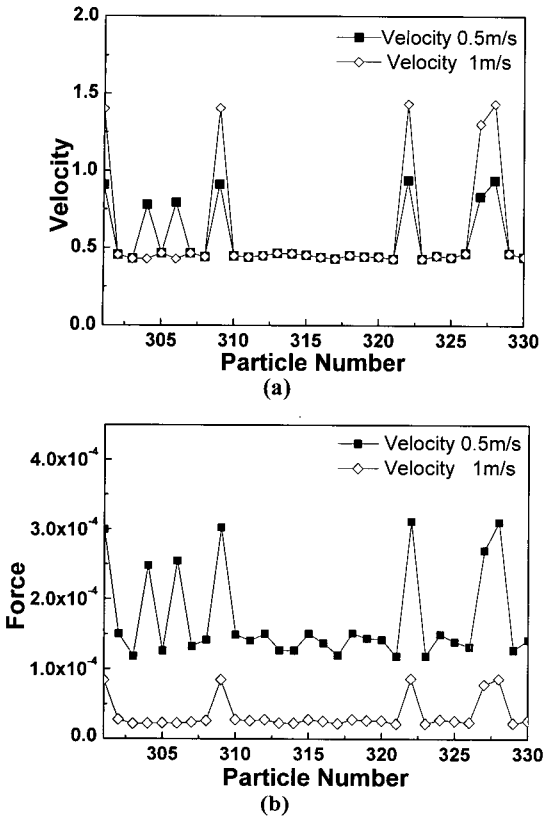 2.0
Velocity 0.5m/s
Velocity 1m/s
1.5
1.0
0.5
0.0
Velocity
305 310 315 320 325 330
Particle Number
(a)
Velocity 0.5m/s
Velocity 1m/s
4.0x10⁻⁴
3.0x10⁻⁴
2.0x10⁻⁴
1.0x10⁻⁴
0.0
Force
305 310 315 320 325 330
Particle Number
(b)